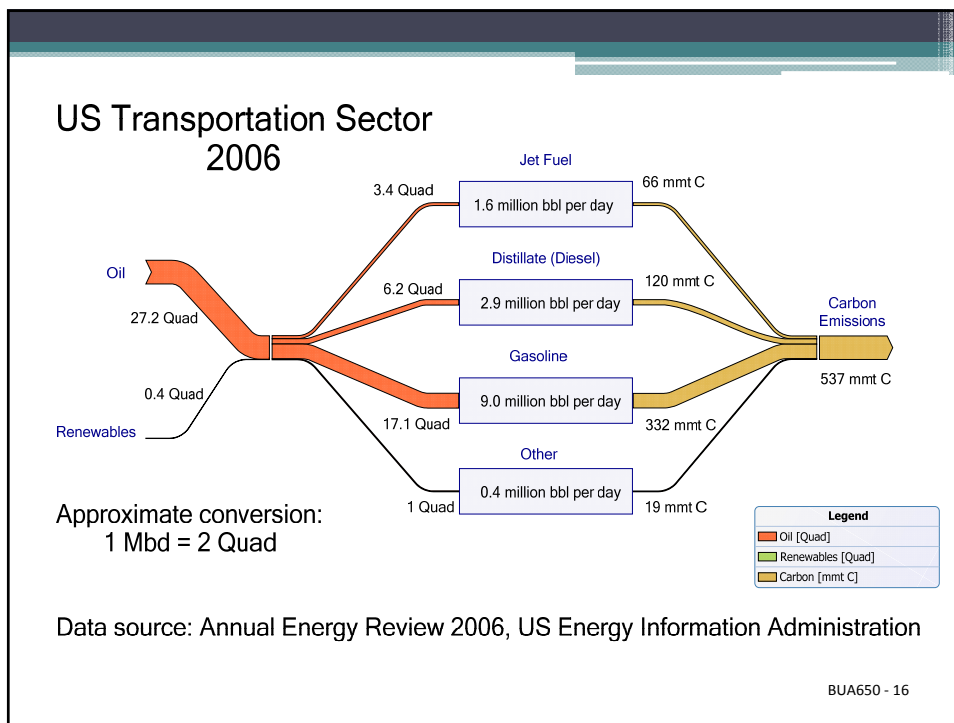 US Transportation Sector
2006
Jet Fuel
3.4 Quad
1.6 million bbl per day
66 mmt C
Distillate (Diesel)
6.2 Quad
2.9 million bbl per day
120 mmt C
Oil
27.2 Quad
Carbon
Emissions
537 mmt C
Gasoline
9.0 million bbl per day
17.1 Quad
332 mmt C
0.4 Quad
Renewables
Other
0.4 million bbl per day
1 Quad
19 mmt C
Approximate conversion:
1 Mbd = 2 Quad
Legend
Oil [Quad]
Renewables [Quad]
Carbon [mmt C]
Data source: Annual Energy Review 2006, US Energy Information Administration
BUA650 - 16